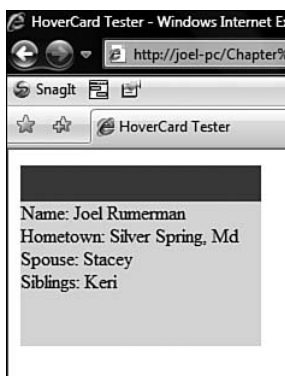 HoverCard Tester - Windows Internet Ex
http://joel-pc/Chapter%
SnagIt
HoverCard Tester
Name: Joel Rumerman
Hometown: Silver Spring, Md
Spouse: Stacey
Siblings: Keri